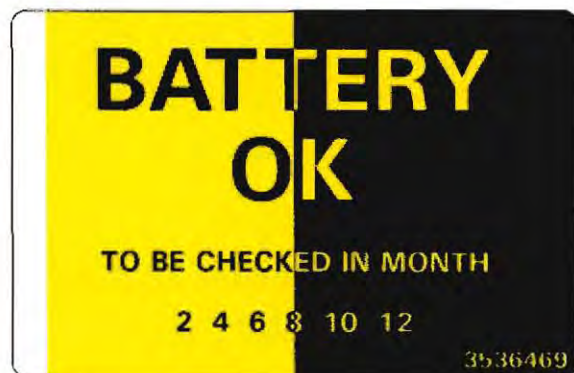 BATTERY
OK
TO BE CHECKED IN MONTH
2 4 6 8 10 12
3536469